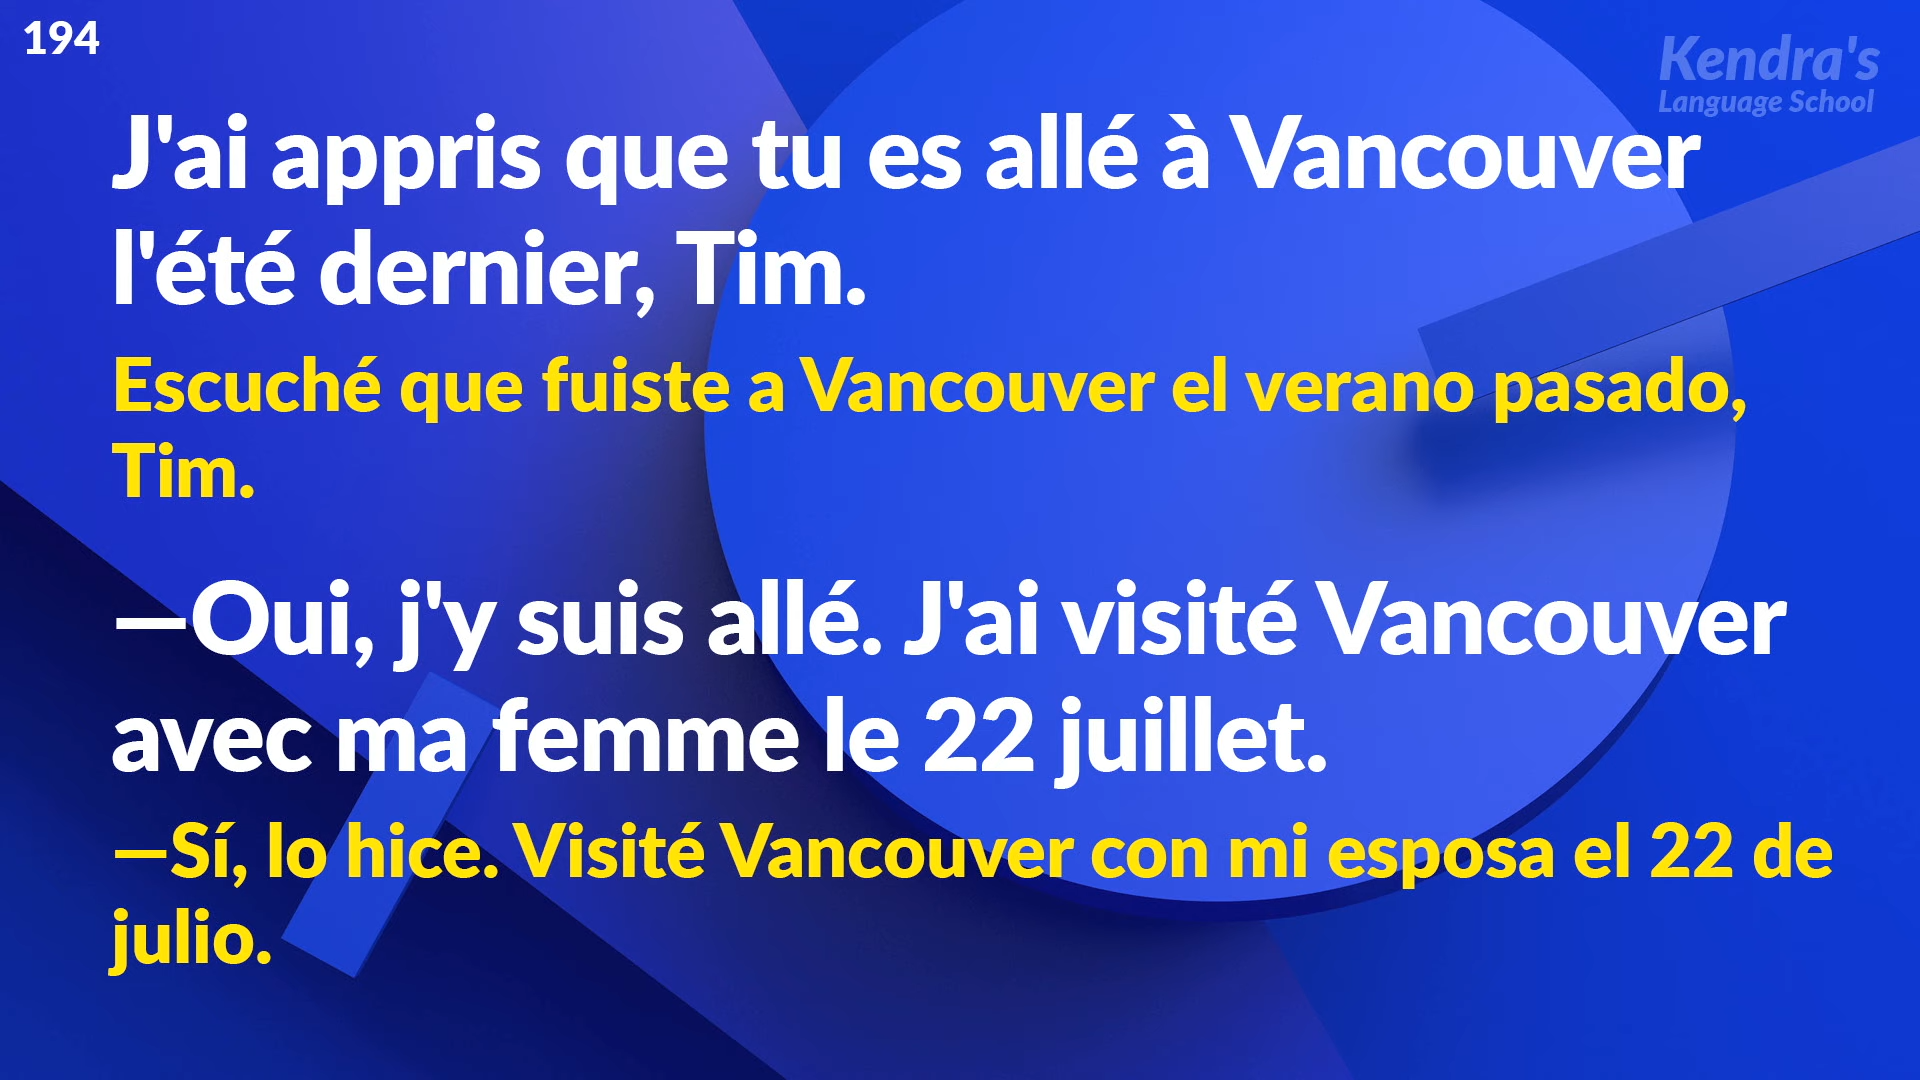 194
Kendra's
Language School
J'ai appris que tu es allé à Vancouver
l'été dernier, Tim.
Escuché que fuiste a Vancouver el verano pasado,
Tim.
—Oui, j'y suis allé. J'ai visité Vancouver
avec ma femme le 22 juillet.
—Sí, lo hice. Visité Vancouver con mi esposa el 22 de
julio.